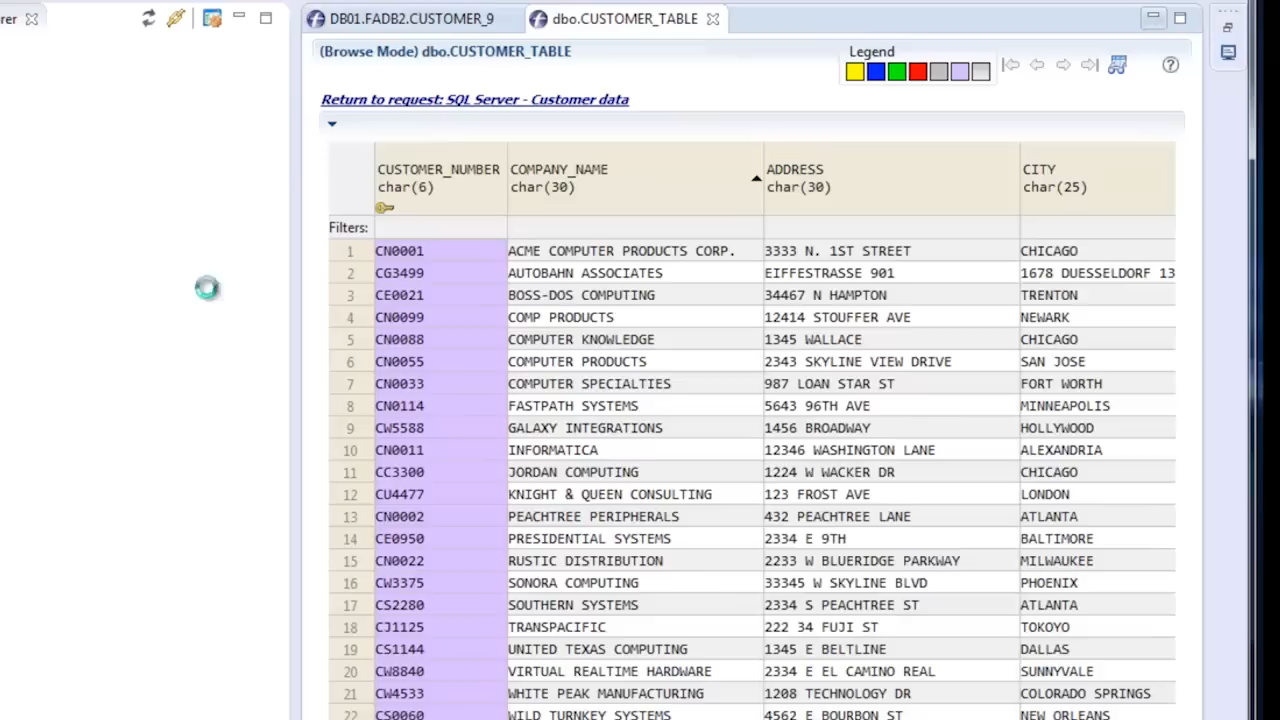 rer
DB01.FADB2.CUSTOMER_9
dbo.CUSTOMER_TABLE
(Browse Mode) dbo.CUSTOMER_TABLE
Legend
Return to request: SQL Server - Customer data
CUSTOMER_NUMBER COMPANY_NAME ADDRESS CITY
char(6) char(30) char(30) char(25)
Filters:
1 CN0001 ACME COMPUTER PRODUCTS CORP. 3333 N. 1ST STREET CHICAGO
2 CG3499 AUTOBAHN ASSOCIATES EIFFESTRASSE 901 1678 DUESSELDORF 13
3 CE0021 BOSS-DOS COMPUTING 34467 N HAMPTON TRENTON
4 CN0099 COMP PRODUCTS 12414 STOUFFER AVE NEWARK
5 CN0088 COMPUTER KNOWLEDGE 1345 WALLACE CHICAGO
6 CN0055 COMPUTER PRODUCTS 2343 SKYLINE VIEW DRIVE SAN JOSE
7 CN0033 COMPUTER SPECIALTIES 987 LOAN STAR ST FORT WORTH
8 CN0114 FASTPATH SYSTEMS 5643 96TH AVE MINNEAPOLIS
9 CW5588 GALAXY INTEGRATIONS 1456 BROADWAY HOLLYWOOD
10 CN0011 INFORMATICA 12346 WASHINGTON LANE ALEXANDRIA
11 CC3300 JORDAN COMPUTING 1224 W WACKER DR CHICAGO
12 CU4477 KNIGHT & QUEEN CONSULTING 123 FROST AVE LONDON
13 CN0002 PEACHTREE PERIPHERALS 432 PEACHTREE LANE ATLANTA
14 CE0950 PRESIDENTIAL SYSTEMS 2334 E 9TH BALTIMORE
15 CN0022 RUSTIC DISTRIBUTION 2233 W BLUERIDGE PARKWAY MILWAUKEE
16 CW3375 SONORA COMPUTING 33345 W SKYLINE BLVD PHOENIX
17 CS2280 SOUTHERN SYSTEMS 2334 S PEACHTREE ST ATLANTA
18 CJ1125 TRANSPACIFIC 222 34 FUJI ST TOKOYO
19 CS1144 UNITED TEXAS COMPUTING 1345 E BELTLINE DALLAS
20 CW8840 VIRTUAL REALTIME HARDWARE 2334 E EL CAMINO REAL SUNNYVALE
21 CW4533 WHITE PEAK MANUFACTURING 1208 TECHNOLOGY DR COLORADO SPRINGS
22 CS0060 WILD TURNKEY SYSTEMS 4562 E BOURBON ST NEW ORLEANS